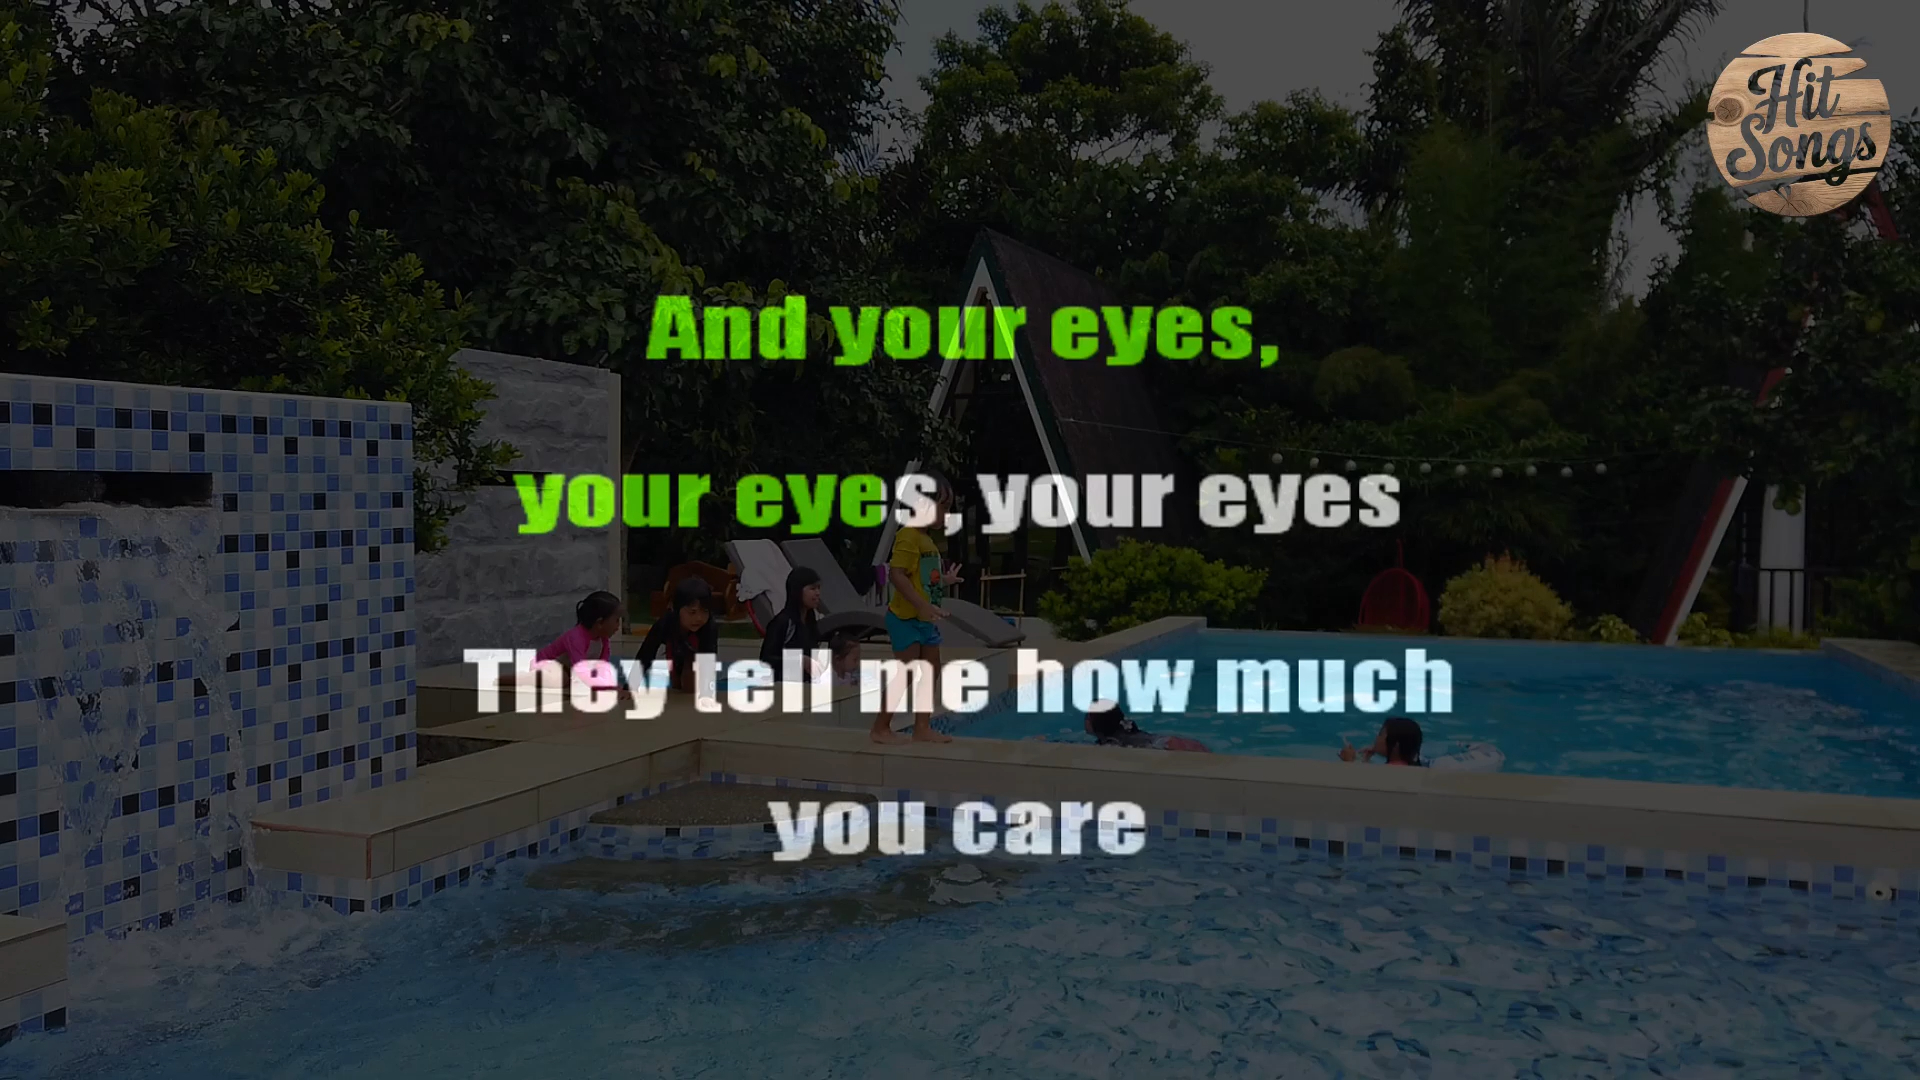 Hit
Songs
And your eyes,
your eyes, your eyes
They tell me how much
you care